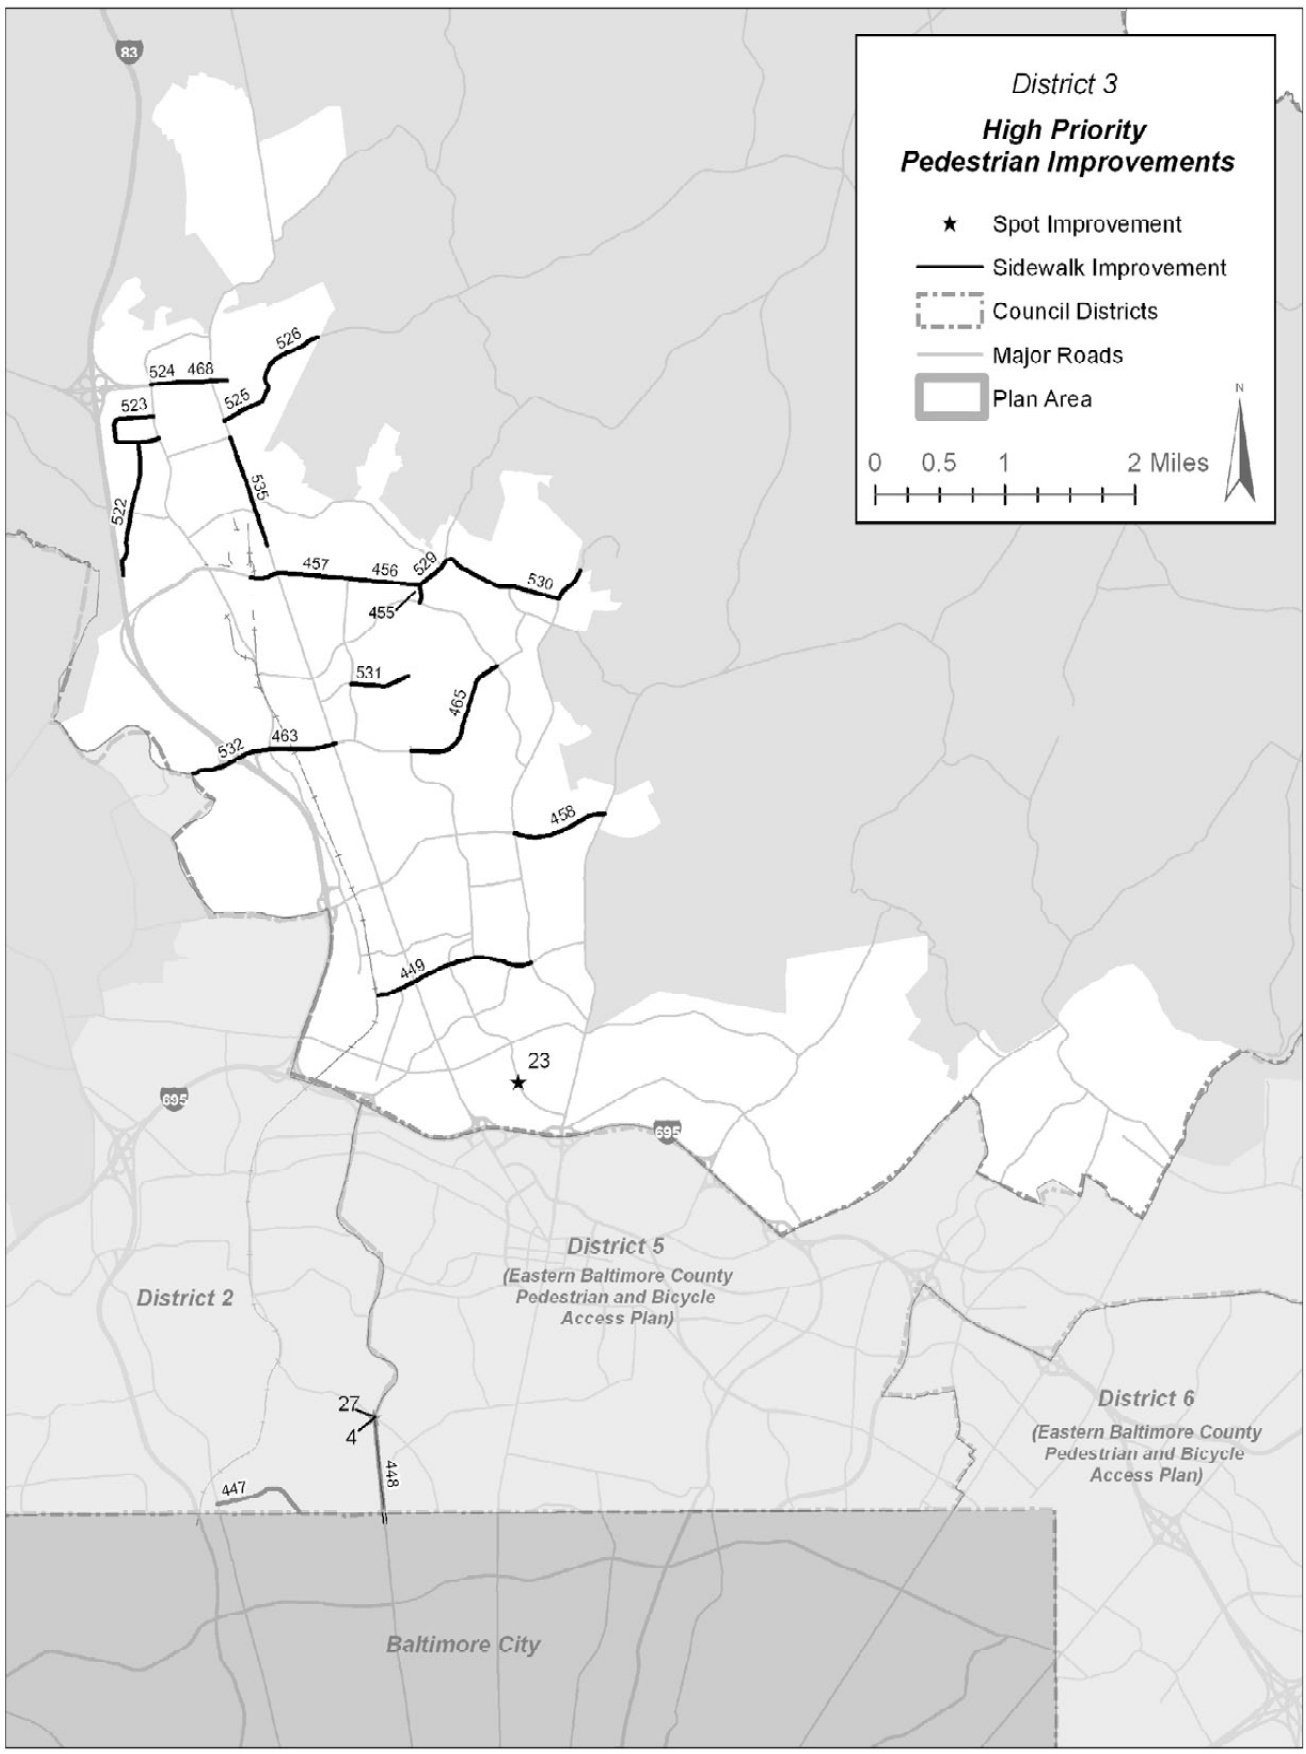 83
District 3
High Priority
Pedestrian Improvements
Spot Improvement
Sidewalk Improvement
Council Districts
Major Roads
Plan Area
N
0 0.5 1 2 Miles
526
524 468
525
523
535
522
457 456 529
530
455
531
465
532 463
458
449
23
695
695
District 5
(Eastern Baltimore County
Pedestrian and Bicycle
Access Plan)
District 2
District 6
(Eastern Baltimore County
Pedestrian and Bicycle
Access Plan)
27
4
448
447
Baltimore City